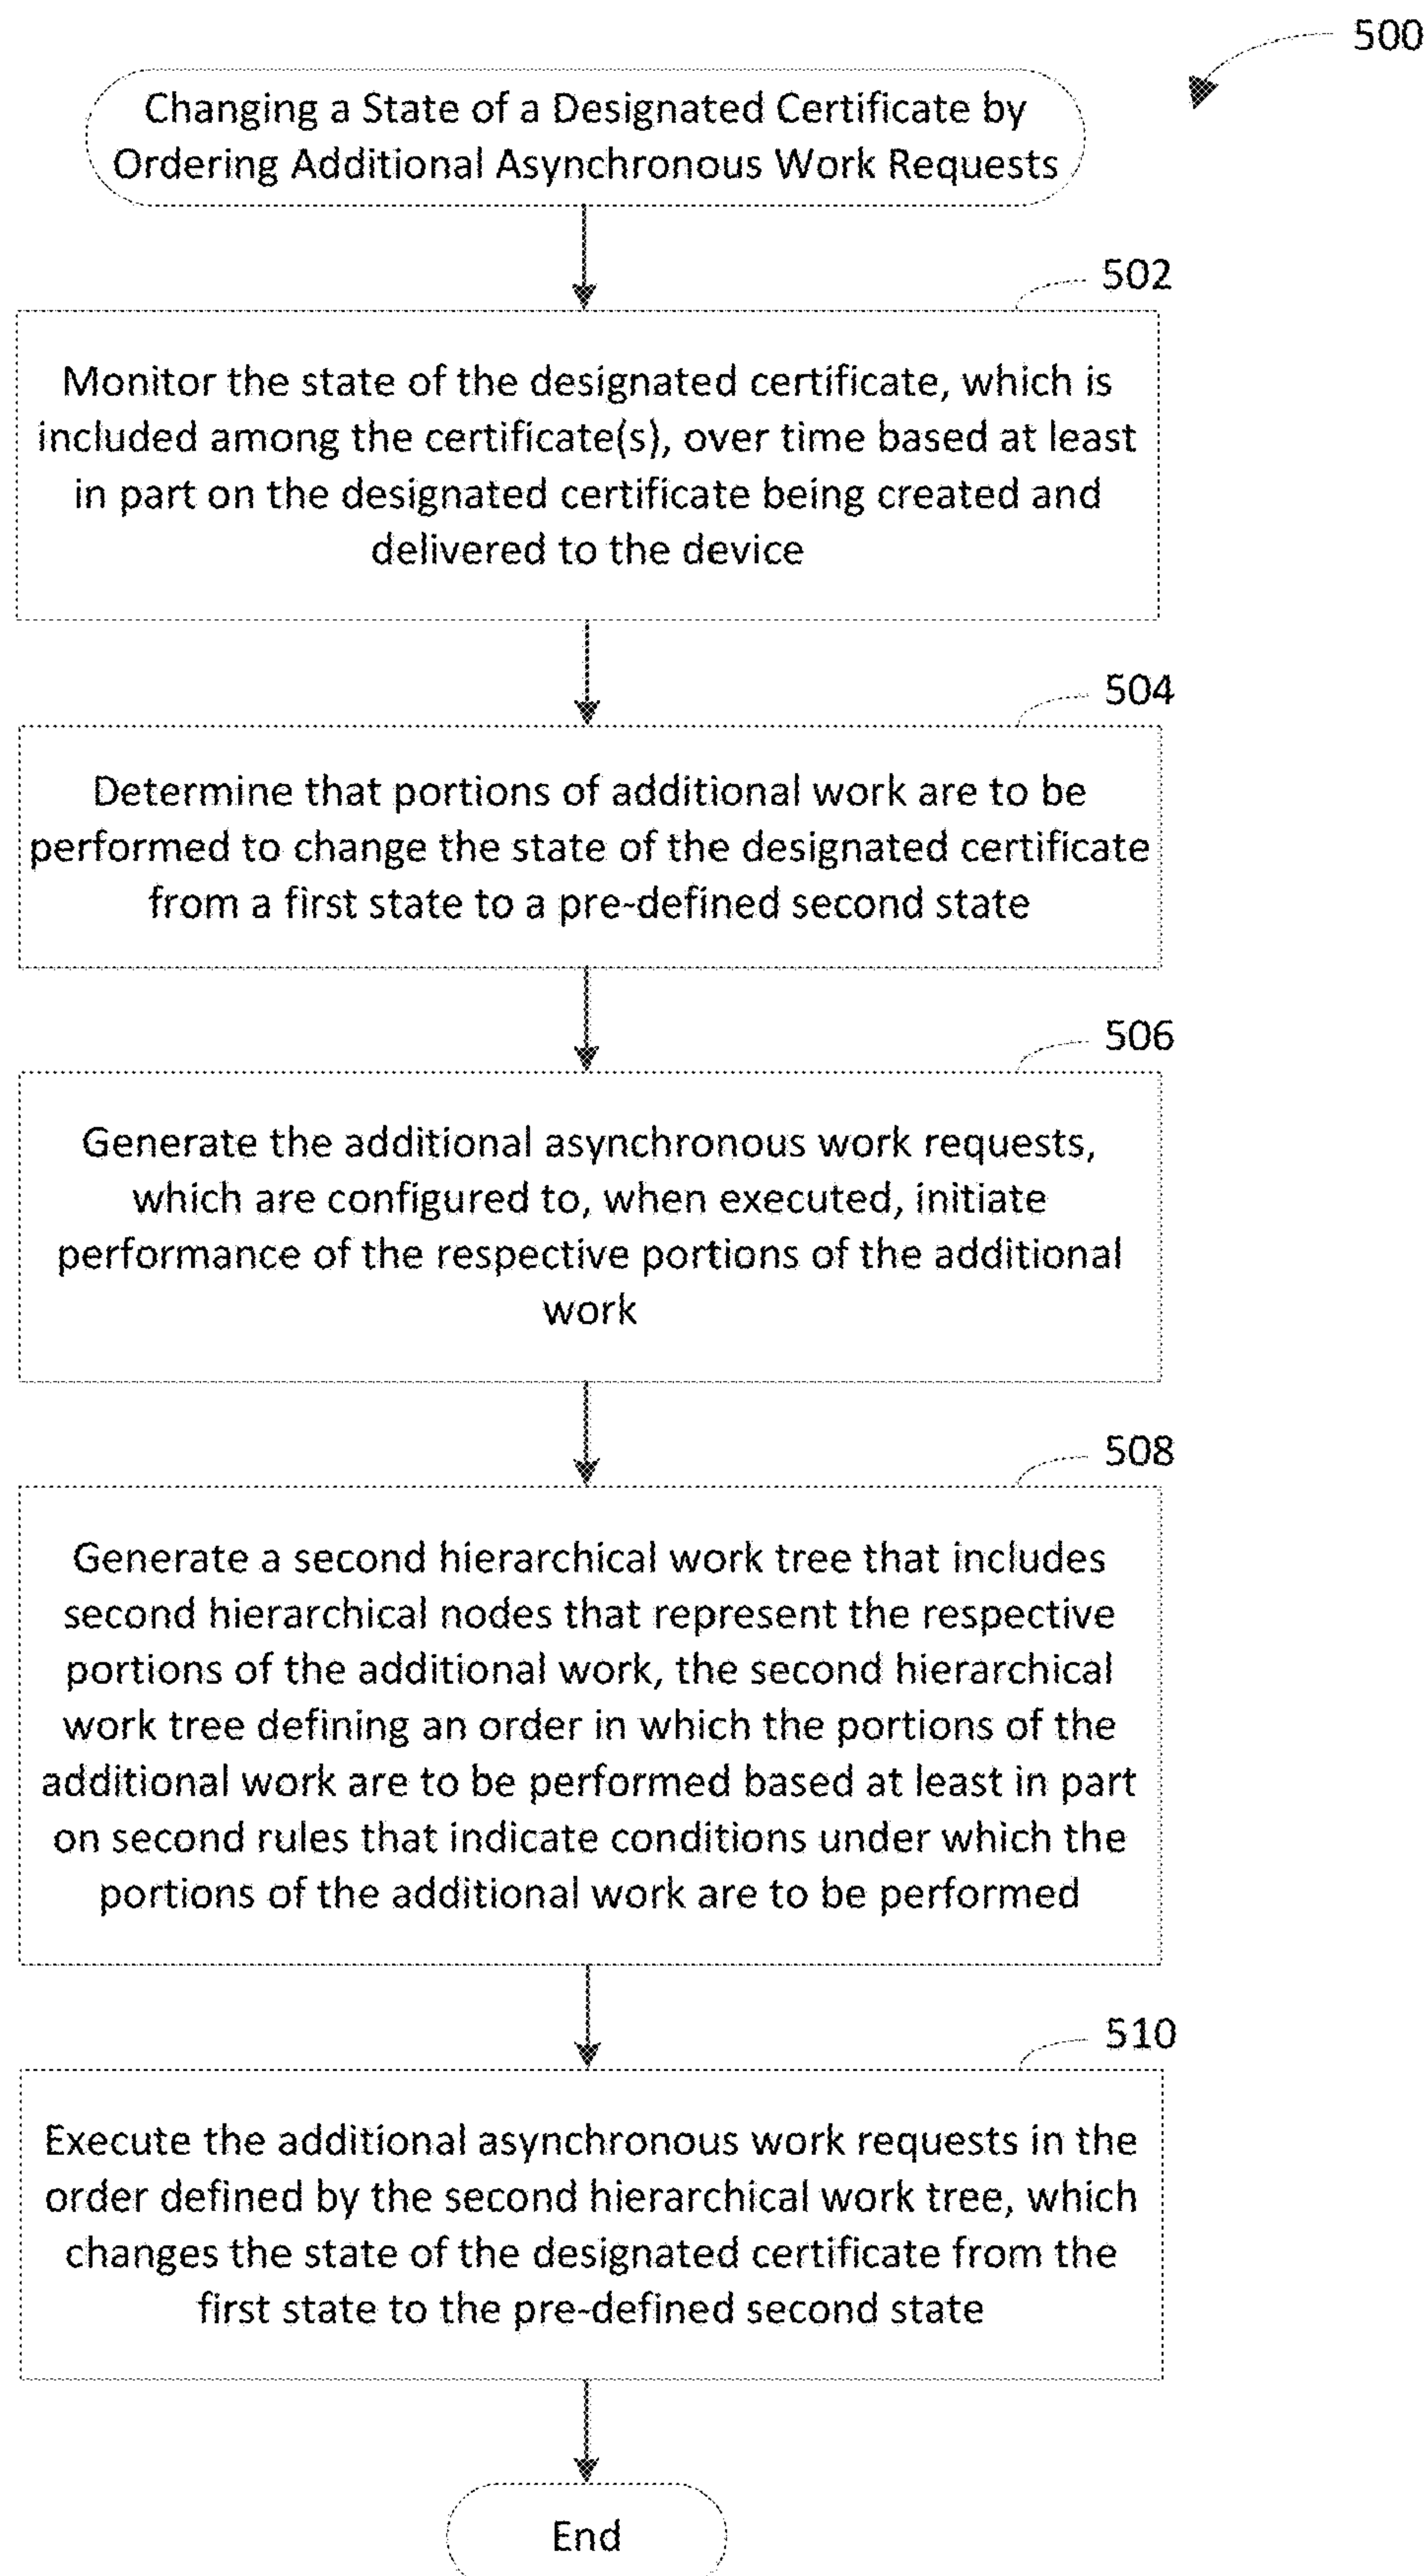 500
Changing a State of a Designated Certificate by
Ordering Additional Asynchronous Work Requests
502
Monitor the state of the designated certificate, which is
included among the certificate(s), over time based at least
in part on the designated certificate being created and
delivered to the device
504
Determine that portions of additional work are to be
performed to change the state of the designated certificate
from a first state to a pre-defined second state
506
Generate the additional asynchronous work requests,
which are configured to, when executed, initiate
performance of the respective portions of the additional
work
508
Generate a second hierarchical work tree that includes
second hierarchical nodes that represent the respective
portions of the additional work, the second hierarchical
work tree defining an order in which the portions of the
additional work are to be performed based at least in part
on second rules that indicate conditions under which the
portions of the additional work are to be performed
510
Execute the additional asynchronous work requests in the
order defined by the second hierarchical work tree, which
changes the state of the designated certificate from the
first state to the pre-defined second state
End